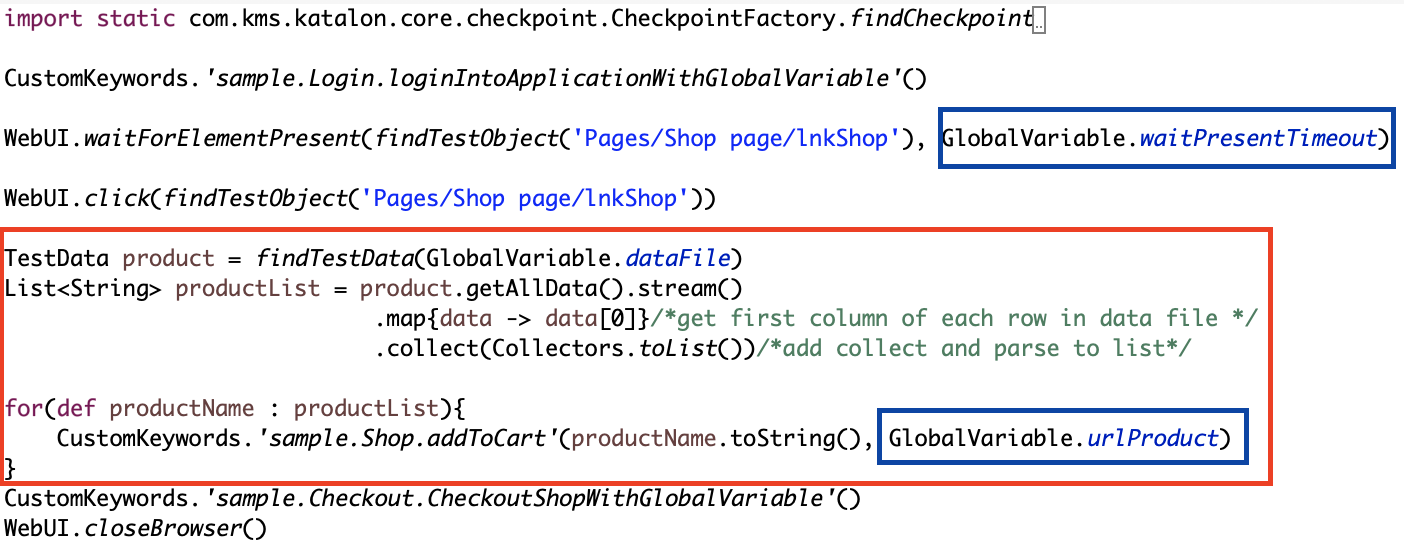 import static com.kms.katalon.core.checkpoint.CheckpointFactory.findCheckpoint..
CustomKeywords.'sample.Login.loginIntoApplicationWithGlobalVariable'()
WebUI.waitForElementPresent(findTestObject('Pages/Shop page/lnkShop'), GlobalVariable.waitPresentTimeout)
WebUI.click(findTestObject('Pages/Shop page/lnkShop'))
TestData product = findTestData(GlobalVariable.dataFile)
List<String> productList = product.getAllData().stream()
.map{data -> data[0]}/*get first column of each row in data file */
.collect(Collectors.toList())/*add collect and parse to list*/
for(def productName : productList){
CustomKeywords.'sample.Shop.addToCart'(productName.toString(), GlobalVariable.urlProduct)
}
CustomKeywords.'sample.Checkout.CheckoutShopWithGlobalVariable'()
WebUI.closeBrowser()